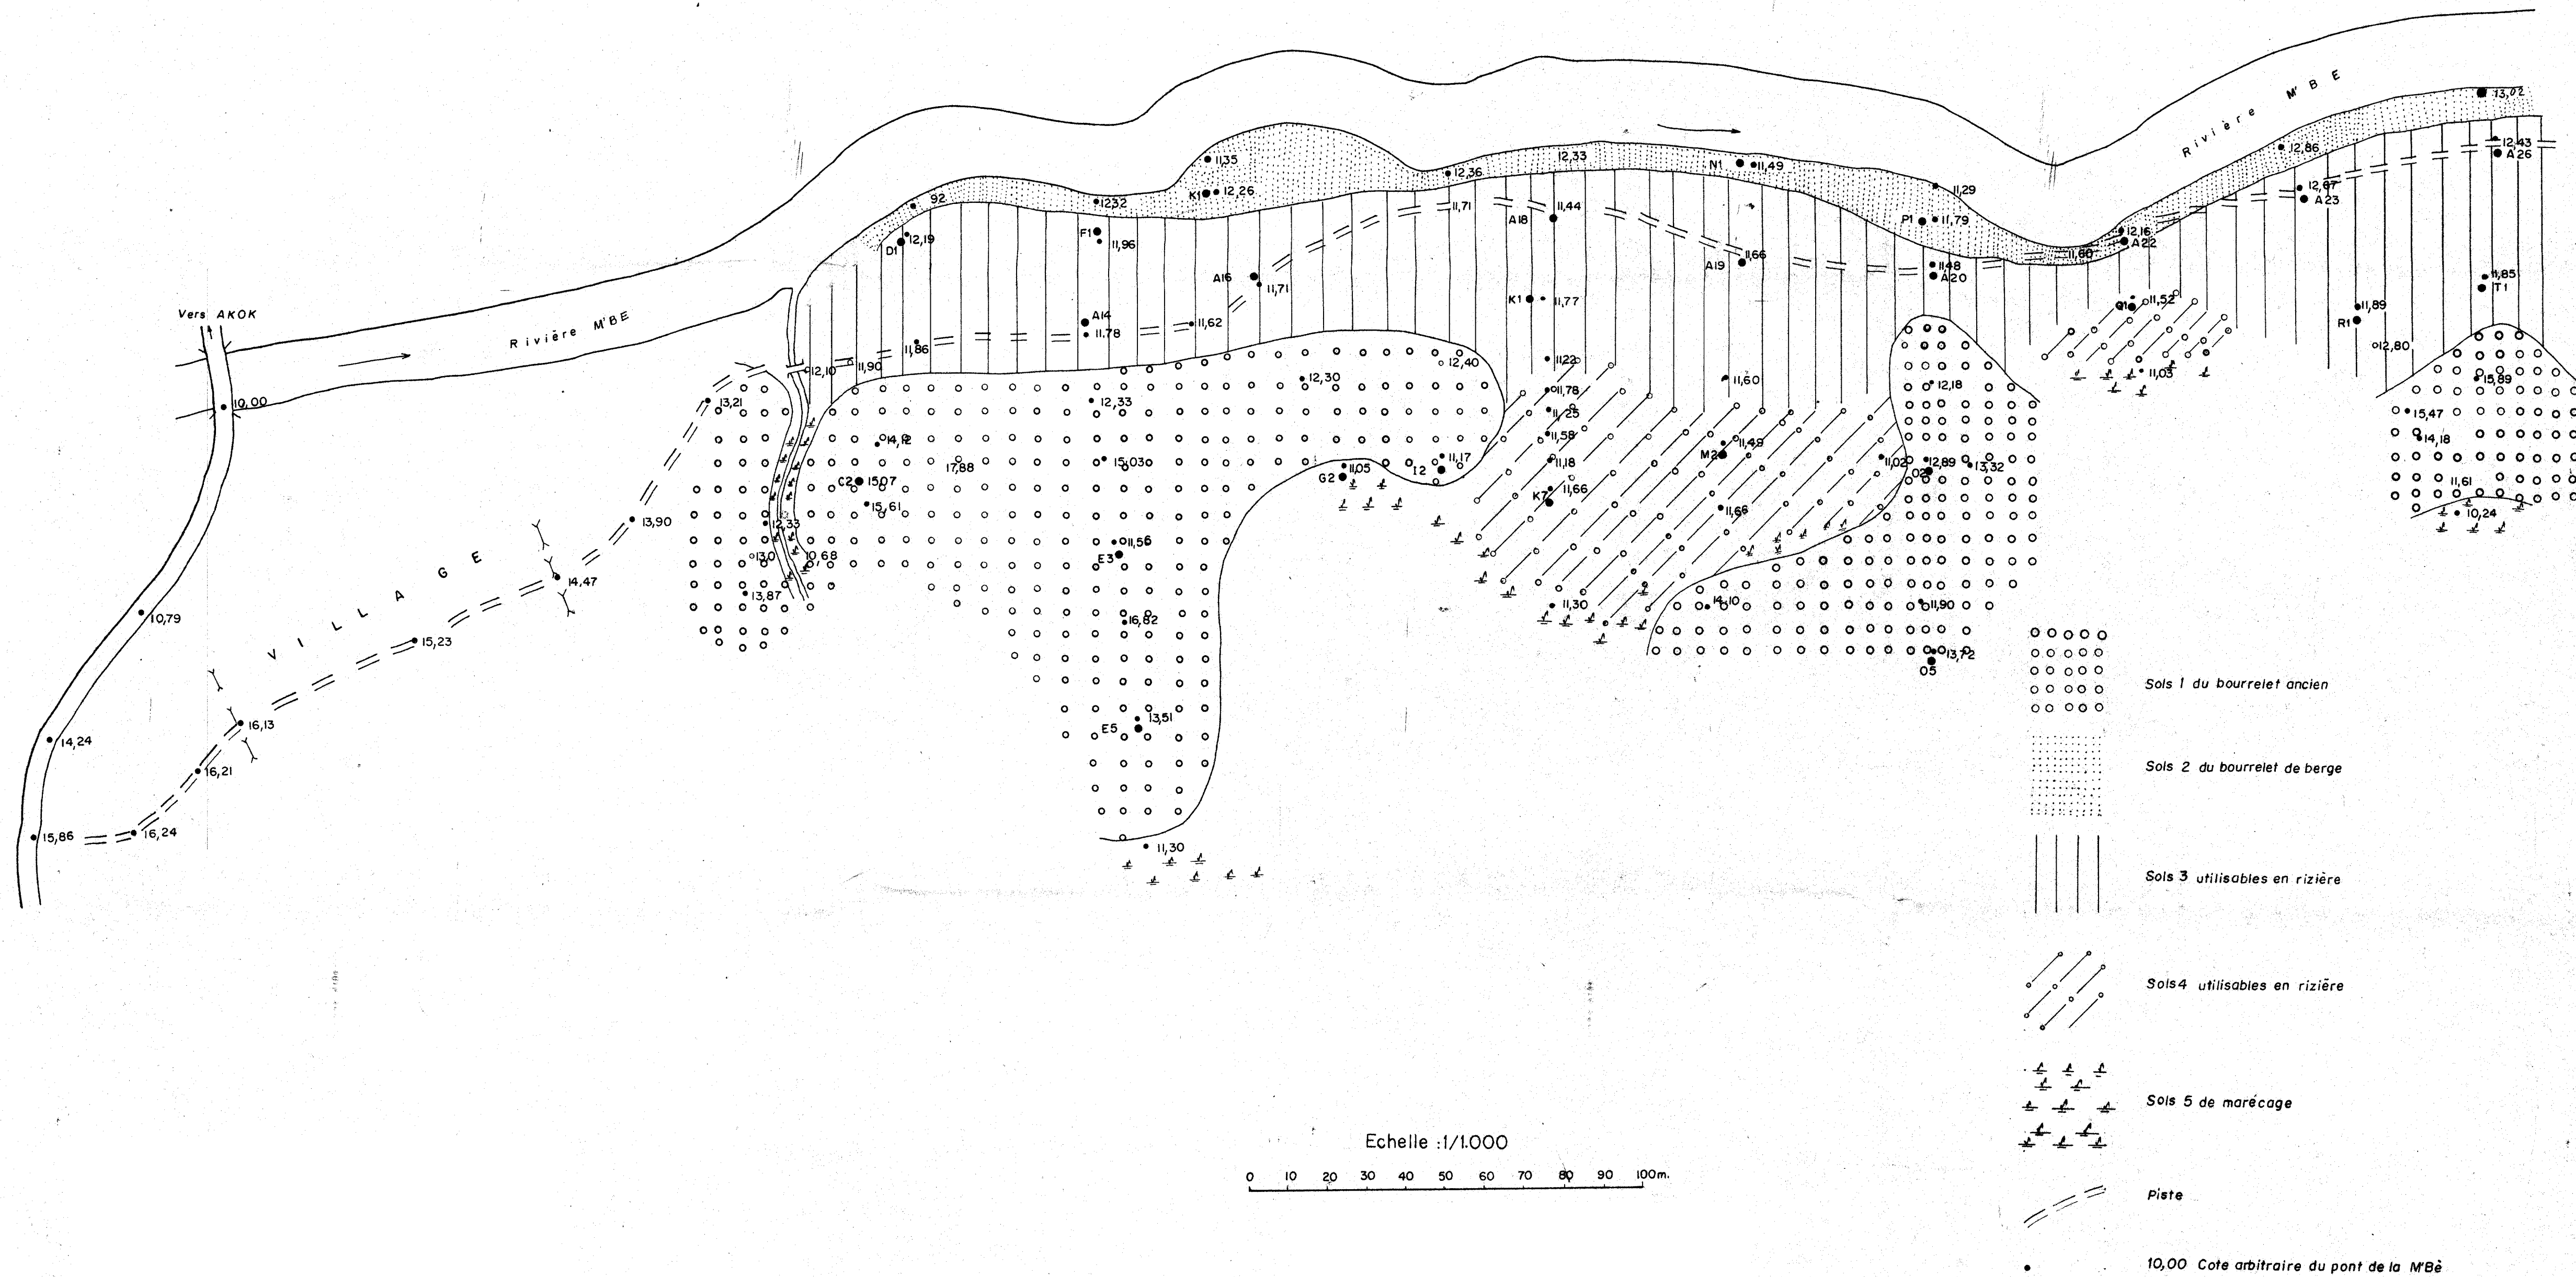 Rivière M'BE
13,02
12,43
A 26
12,86
A 23
11,35
K1 12,26
12,36
12,33
N1 11,49
11,29
P1 11,79
12,16
A 22
11,60
92
D1 12,19
12,32
F1
11,96
11,71
A18 11,44
A19 11,66
11,48
A 20
A16
11,71
K1 11,77
Q1 11,52
11,03
11,85
T1
11,89
R1
12,80
Vers AKOK
Rivière M'BE
10,00
A14
11,78
11,62
11,86
11,90
12,10
13,21
12,40
12,30
12,33
11,22
11,78
11,25
11,58
11,18
K7 11,66
11,60
M2 11,49
11,66
11,02
12,18
12,89
O2
13,32
15,89
15,47
14,18
11,61
10,24
14,12
17,88
15,03
C2 15,07
15,61
G2 11,05
I2 11,17
12,33
13,90
10,68
13,87
11,56
E3
16,82
E5 13,51
11,30
11,30
14,10
11,90
13,72
O5
VILLAGE
14,47
10,79
15,23
16,13
14,24
16,21
15,86
16,24
Sols 1 du bourrelet ancien
Sols 2 du bourrelet de berge
Sols 3 utilisables en rizière
Sols 4 utilisables en rizière
Sols 5 de marécage
Piste
10,00 Cote arbitraire du pont de la M'Bè
Echelle :1/1.000
0 10 20 30 40 50 60 70 80 90 100m.